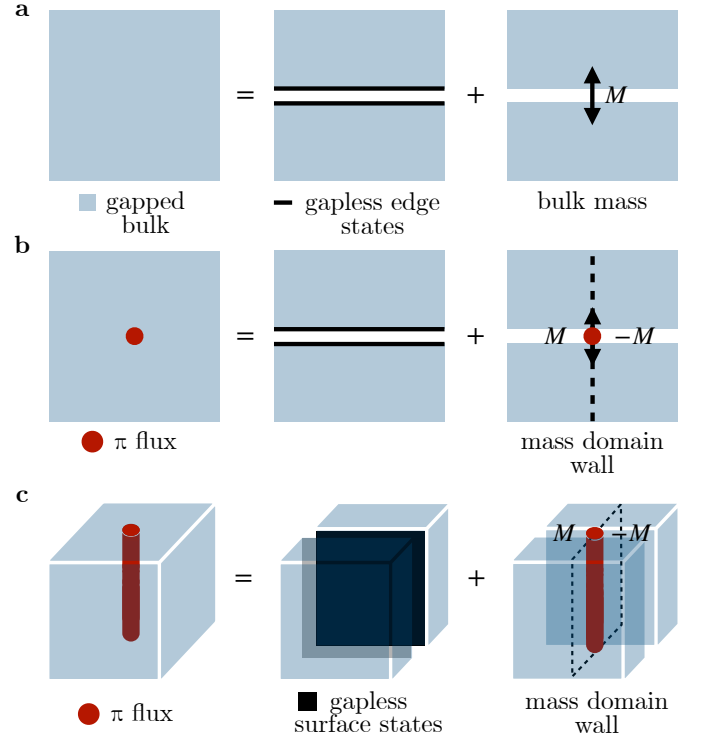 a
=
+
M
gapped
bulk
gapless edge
states
bulk mass
b
=
+
M
−M
π flux
mass domain
wall
c
=
+
M
−M
π flux
gapless
surface states
mass domain
wall